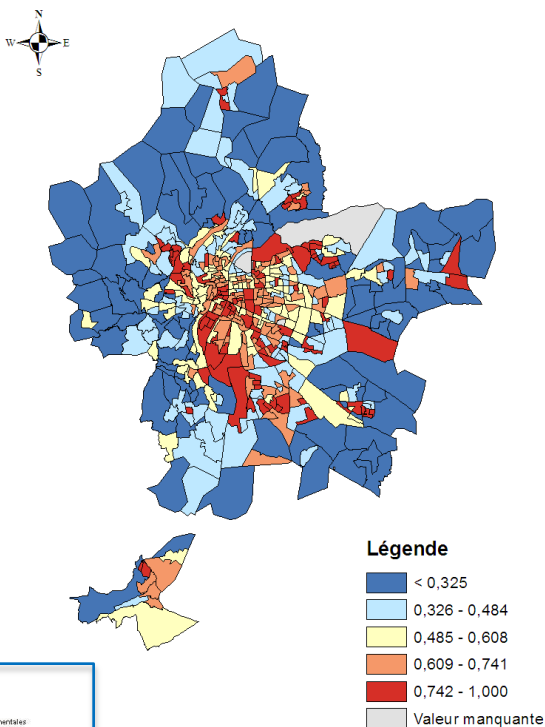 N
W E
S
Légende
< 0,325
0,326 - 0,484
0,485 - 0,608
0,609 - 0,741
0,742 - 1,000
Valeur manquante
mentales